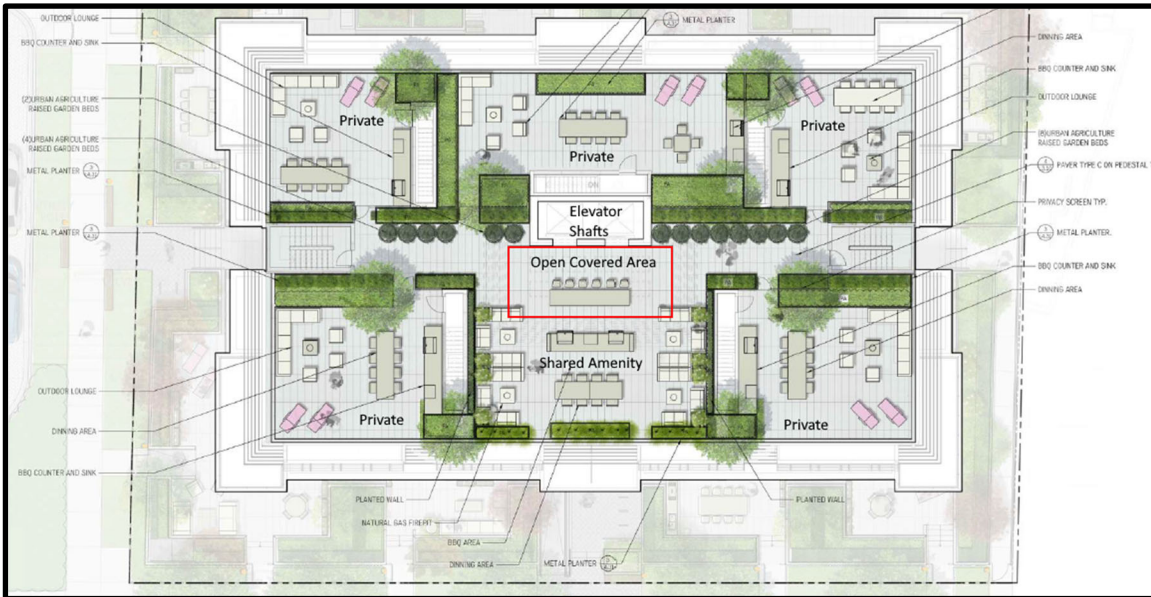 OUTDOOR LOUNGE
BBQ COUNTER AND SINK
(2)URBAN AGRICULTURE
RAISED GARDEN BEDS
(4)URBAN AGRICULTURE
RAISED GARDEN BEDS
METAL PLANTER
METAL PLANTER
OUTDOOR LOUNGE
DINNING AREA
BBQ COUNTER AND SINK
METAL PLANTER
Private
Private
Private
DN
Elevator
Shafts
Open Covered Area
Shared Amenity
Private
Private
DINNING AREA
BBQ COUNTER AND SINK
OUTDOOR LOUNGE
(8)URBAN AGRICULTURE
RAISED GARDEN BEDS
PAVER TYPE C ON PEDESTAL
PRIVACY SCREEN TYP.
METAL PLANTER.
BBQ COUNTER AND SINK
DINNING AREA
PLANTED WALL
NATURAL GAS FIREPIT
BBQ AREA
DINNING AREA
METAL PLANTER
PLANTED WALL